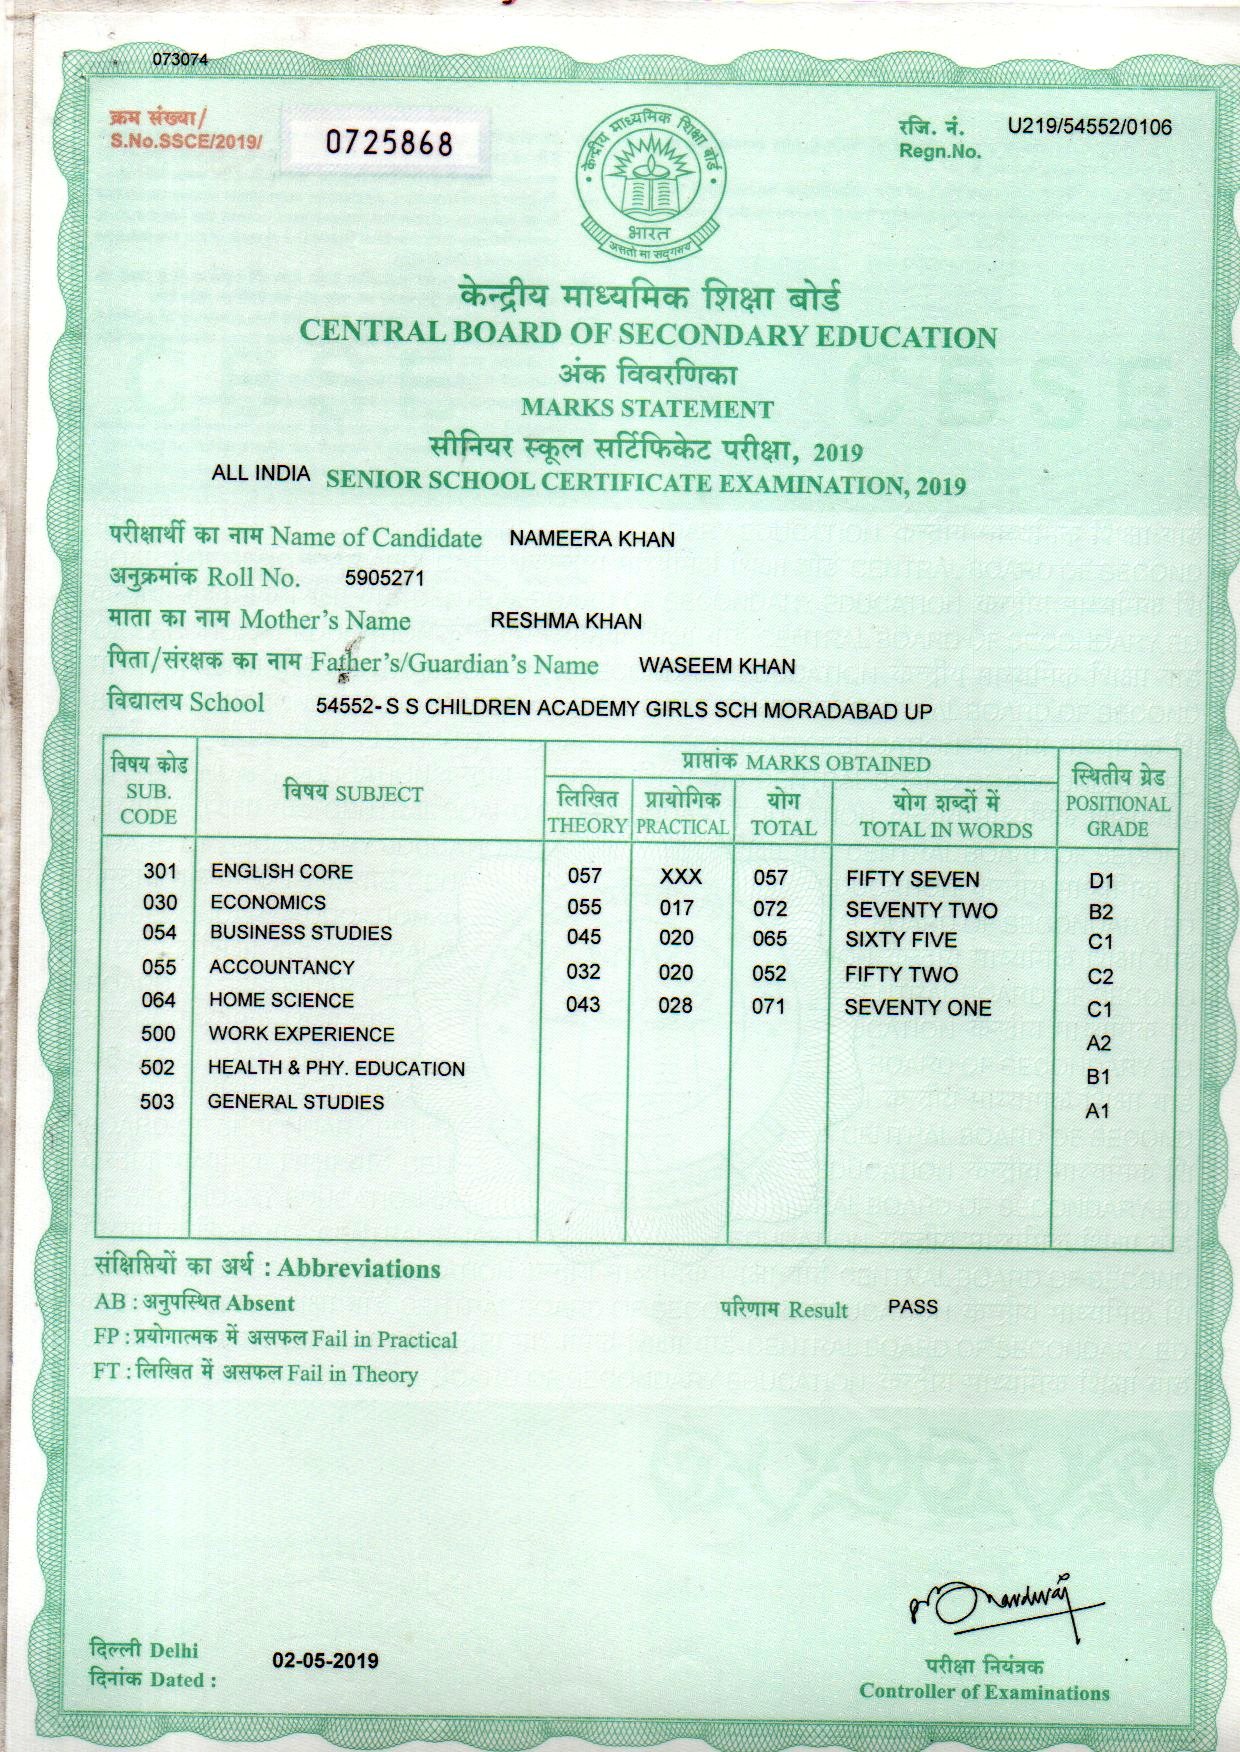 073074
क्रम संख्या/
S.No.SSCE/2019/ 0725868
रजि. नं. U219/54552/0106
Regn.No.
केन्द्रीय माध्यमिक शिक्षा बोर्ड
भारत
असतो मा सद्गमय
केन्द्रीय माध्यमिक शिक्षा बोर्ड
CENTRAL BOARD OF SECONDARY EDUCATION
अंक विवरणिका
MARKS STATEMENT
सीनियर स्कूल सर्टिफिकेट परीक्षा, 2019
ALL INDIA SENIOR SCHOOL CERTIFICATE EXAMINATION, 2019
परीक्षार्थी का नाम Name of Candidate NAMEERA KHAN
अनुक्रमांक Roll No. 5905271
माता का नाम Mother's Name RESHMA KHAN
पिता/संरक्षक का नाम Father's/Guardian's Name WASEEM KHAN
विद्यालय School 54552- S S CHILDREN ACADEMY GIRLS SCH MORADABAD UP
विषय कोड SUB. CODE विषय SUBJECT प्राप्तांक MARKS OBTAINED स्थितीय ग्रेड POSITIONAL GRADE
लिखित THEORY प्रायोगिक PRACTICAL योग TOTAL योग शब्दों में TOTAL IN WORDS
301 ENGLISH CORE 057 XXX 057 FIFTY SEVEN D1
030 ECONOMICS 055 017 072 SEVENTY TWO B2
054 BUSINESS STUDIES 045 020 065 SIXTY FIVE C1
055 ACCOUNTANCY 032 020 052 FIFTY TWO C2
064 HOME SCIENCE 043 028 071 SEVENTY ONE C1
500 WORK EXPERIENCE A2
502 HEALTH & PHY. EDUCATION B1
503 GENERAL STUDIES A1
संक्षिप्तियों का अर्थ : Abbreviations
AB : अनुपस्थित Absent
परिणाम Result PASS
FP : प्रयोगात्मक में असफल Fail in Practical
FT : लिखित में असफल Fail in Theory
दिल्ली Delhi
दिनांक Dated : 02-05-2019
परीक्षा नियंत्रक
Controller of Examinations